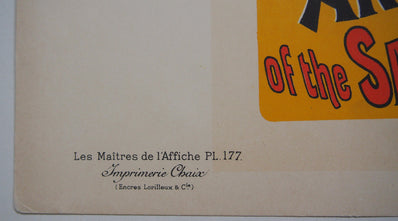 of the
Les Maîtres de l'Affiche PL. 177.
Imprimerie Chaix
(Encres Lorilleux & Cie)